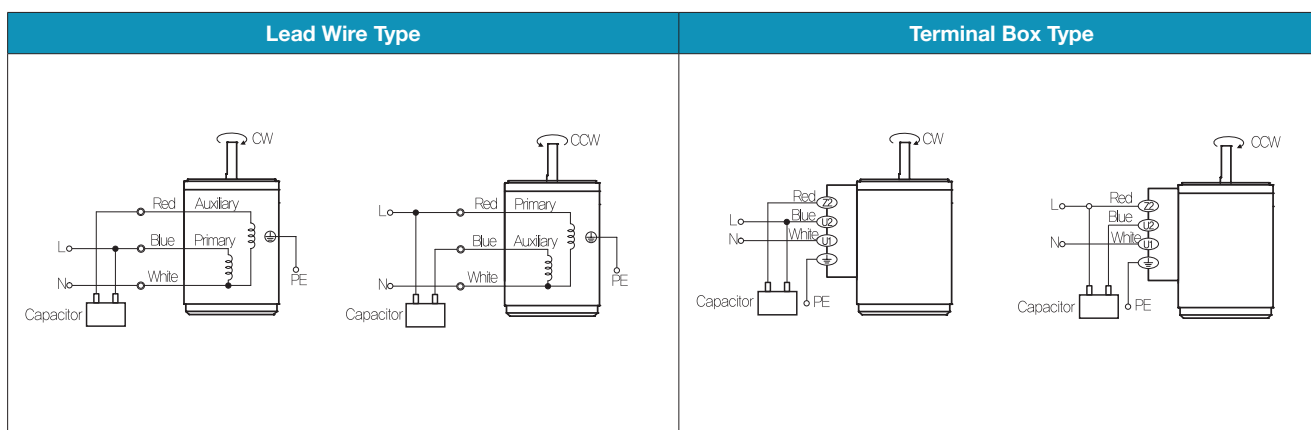 Lead Wire Type
Terminal Box Type
CW
Red Auxiliary
L Blue Primary
N White
PE
Capacitor
CCW
L Red Primary
Blue Auxiliary
N White
PE
Capacitor
CW
Red Z2
L Blue U2
N White U1
Capacitor PE
CCW
L Red Z2
Blue U2
N White U1
Capacitor PE